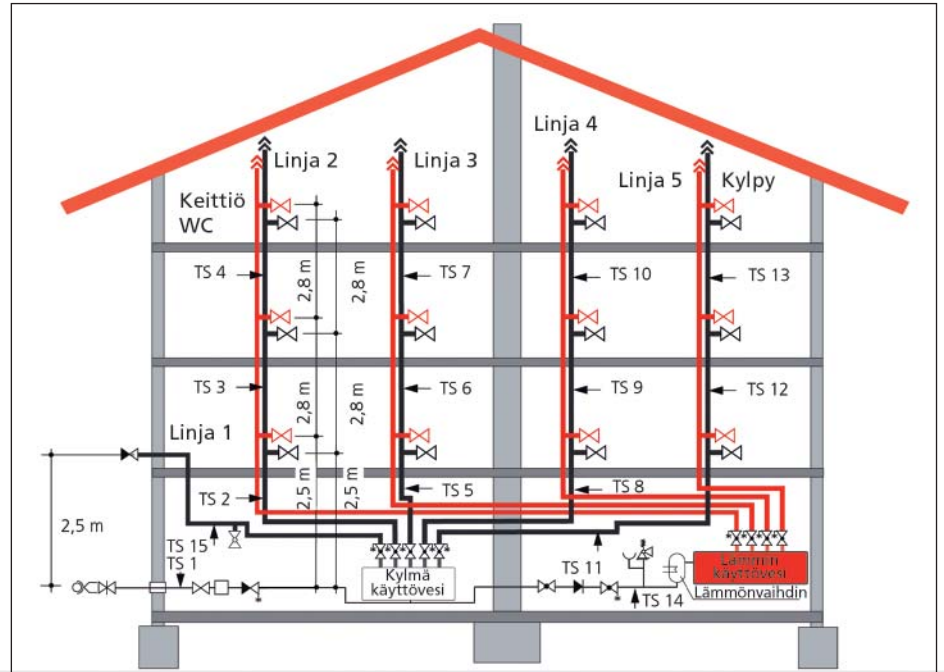 Linja 4
Linja 2
Linja 3
Linja 5
Kylpy
Keittiö
WC
TS 4
TS 7
TS 10
TS 13
2,8 m
2,8 m
TS 3
TS 6
TS 9
TS 12
2,8 m
2,8 m
Linja 1
TS 2
2,5 m
2,5 m
TS 5
TS 8
2,5 m
TS 15
TS 1
Kylmä
käyttövesi
TS 11
TS 14
Lämmin
käyttövesi
Lämmönvaihdin